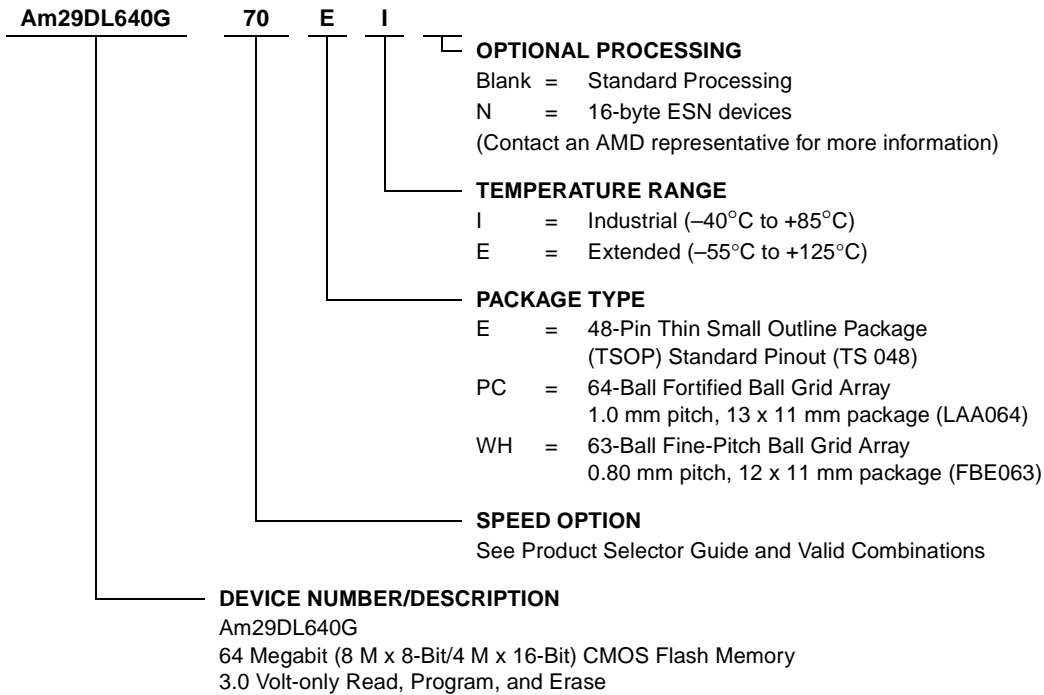 Am29DL640G 70 E I
OPTIONAL PROCESSING
Blank = Standard Processing
N = 16-byte ESN devices
(Contact an AMD representative for more information)
TEMPERATURE RANGE
I = Industrial (–40°C to +85°C)
E = Extended (–55°C to +125°C)
PACKAGE TYPE
E = 48-Pin Thin Small Outline Package
(TSOP) Standard Pinout (TS 048)
PC = 64-Ball Fortified Ball Grid Array
1.0 mm pitch, 13 x 11 mm package (LAA064)
WH = 63-Ball Fine-Pitch Ball Grid Array
0.80 mm pitch, 12 x 11 mm package (FBE063)
SPEED OPTION
See Product Selector Guide and Valid Combinations
DEVICE NUMBER/DESCRIPTION
Am29DL640G
64 Megabit (8 M x 8-Bit/4 M x 16-Bit) CMOS Flash Memory
3.0 Volt-only Read, Program, and Erase